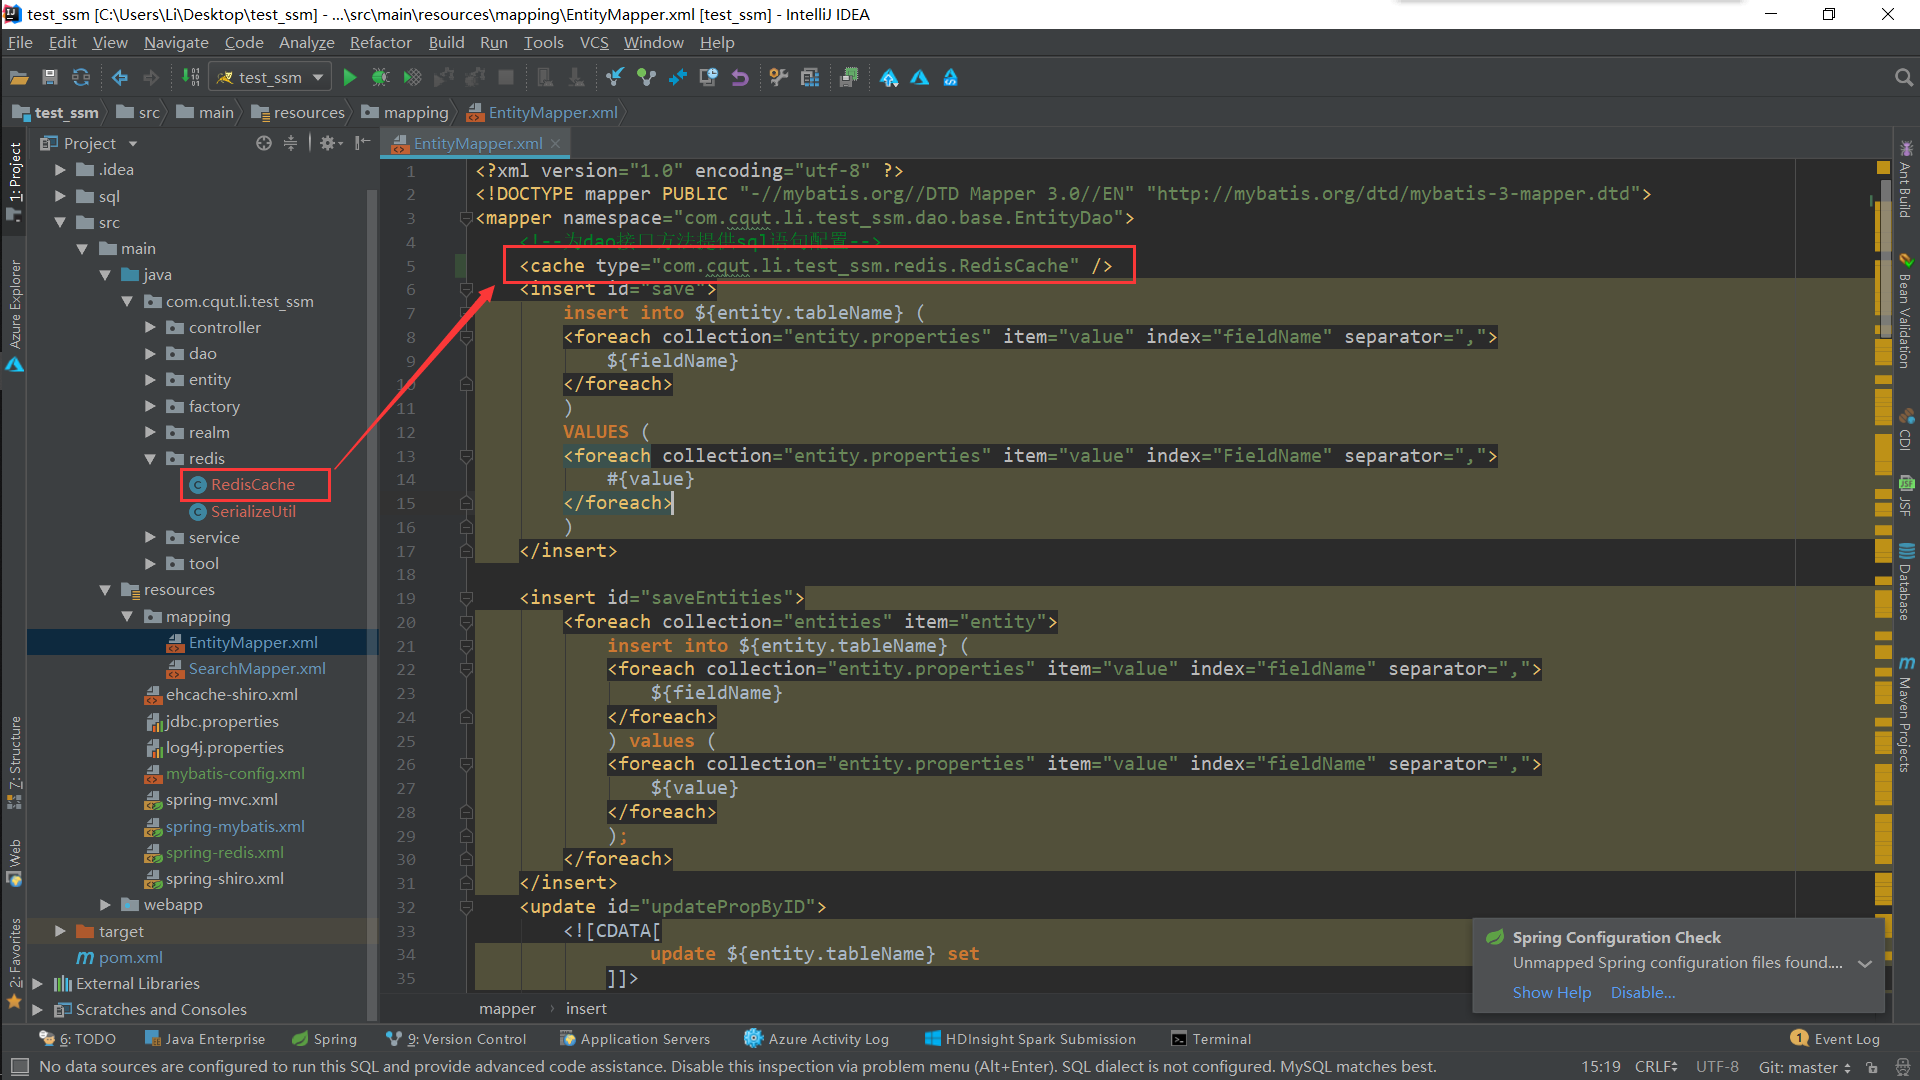 test_ssm [C:\Users\Li\Desktop\test_ssm] - ...\src\main\resources\mapping\EntityMapper.xml [test_ssm] - IntelliJ IDEA
File Edit View Navigate Code Analyze Refactor Build Run Tools VCS Window Help
test_ssm
test_ssm src main resources mapping EntityMapper.xml
Project
EntityMapper.xml
1: Project
Azure Explorer
7: Structure
Web
2: Favorites
.idea
sql
src
main
java
com.cqut.li.test_ssm
controller
dao
entity
factory
realm
redis
RedisCache
SerializeUtil
service
tool
resources
mapping
EntityMapper.xml
SearchMapper.xml
ehcache-shiro.xml
jdbc.properties
log4j.properties
mybatis-config.xml
spring-mvc.xml
spring-mybatis.xml
spring-redis.xml
spring-shiro.xml
webapp
target
pom.xml
External Libraries
Scratches and Consoles
1 <?xml version="1.0" encoding="utf-8" ?>
2 <!DOCTYPE mapper PUBLIC "-//mybatis.org//DTD Mapper 3.0//EN" "http://mybatis.org/dtd/mybatis-3-mapper.dtd">
3 <mapper namespace="com.cqut.li.test_ssm.dao.base.EntityDao">
4 <!--为dao接口方法提供sql语句配置-->
5 <cache type="com.cqut.li.test_ssm.redis.RedisCache" />
6 <insert id="save">
7 insert into ${entity.tableName} (
8 <foreach collection="entity.properties" item="value" index="fieldName" separator=",">
9 ${fieldName}
10 </foreach>
11 )
12 VALUES (
13 <foreach collection="entity.properties" item="value" index="FieldName" separator=",">
14 #{value}
15 </foreach>
16 )
17 </insert>
18
19 <insert id="saveEntities">
20 <foreach collection="entities" item="entity">
21 insert into ${entity.tableName} (
22 <foreach collection="entity.properties" item="value" index="fieldName" separator=",">
23 ${fieldName}
24 </foreach>
25 ) values (
26 <foreach collection="entity.properties" item="value" index="fieldName" separator=",">
27 ${value}
28 </foreach>
29 );
30 </foreach>
31 </insert>
32 <update id="updatePropByID">
33 <![CDATA[
34 update ${entity.tableName} set
35 ]]>
mapper insert
Ant Build
Bean Validation
CDI
JSF
Database
Maven Projects
Spring Configuration Check
Unmapped Spring configuration files found....
Show Help Disable...
6: TODO Java Enterprise Spring 9: Version Control Application Servers Azure Activity Log HDInsight Spark Submission Terminal 1 Event Log
No data sources are configured to run this SQL and provide advanced code assistance. Disable this inspection via problem menu (Alt+Enter). SQL dialect is not configured. MySQL matches best. 15:19 CRLF UTF-8 Git: master